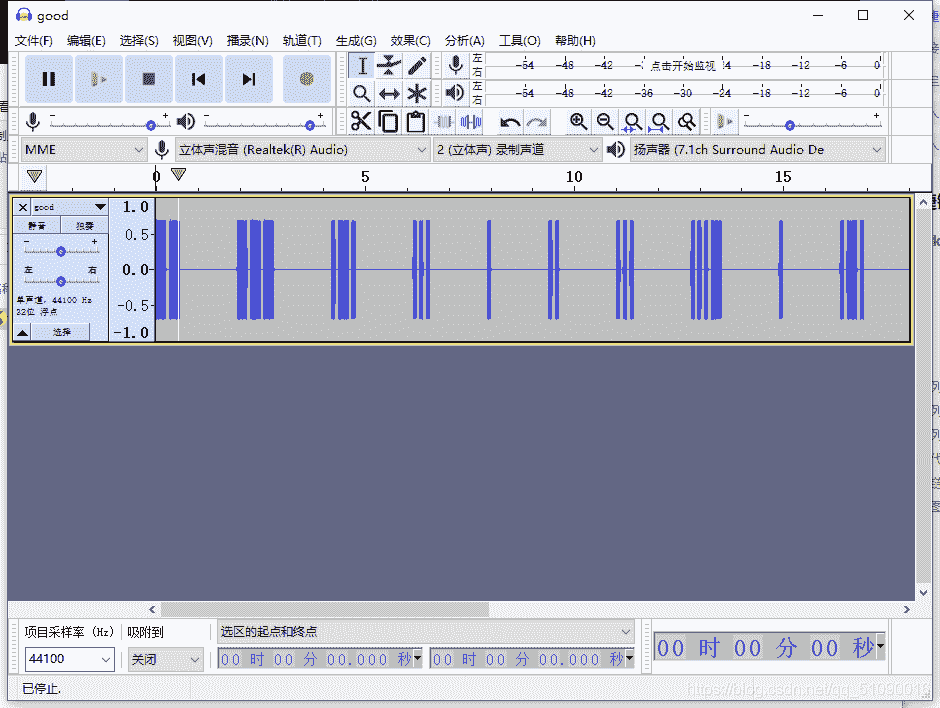 good
文件(F) 编辑(E) 选择(S) 视图(V) 播录(N) 轨道(T) 生成(G) 效果(C) 分析(A) 工具(O) 帮助(H)
左
右
-54 -48 -42 - 点击开始监视 !4 -18 -12 -6 0
左
右
-54 -48 -42 -36 -30 -24 -18 -12 -6 0
- + - +
- +
MME 立体声混音 (Realtek(R) Audio) 2 (立体声) 录制声道 扬声器 (7.1ch Surround Audio De
0 5 10 15
good
静音 独奏
- +
左 右
单声道, 44100 Hz
32位 浮点
选择
1.0
0.5
0.0
-0.5
-1.0
项目采样率 (Hz) 吸附到 选区的起点和终点
44100 关闭 00 时 00 分 00.000 秒 00 时 00 分 00.000 秒 00 时 00 分 00 秒
已停止.